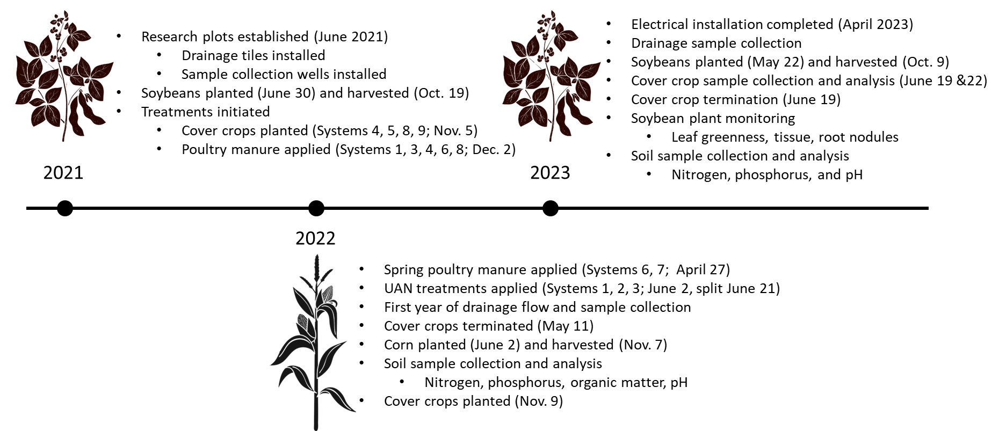 • Research plots established (June 2021)
• Drainage tiles installed
• Sample collection wells installed
• Soybeans planted (June 30) and harvested (Oct. 19)
• Treatments initiated
• Cover crops planted (Systems 4, 5, 8, 9; Nov. 5)
• Poultry manure applied (Systems 1, 3, 4, 6, 8; Dec. 2)
2021
• Electrical installation completed (April 2023)
• Drainage sample collection
• Soybeans planted (May 22) and harvested (Oct. 9)
• Cover crop sample collection and analysis (June 19 &22)
• Cover crop termination (June 19)
• Soybean plant monitoring
• Leaf greenness, tissue, root nodules
• Soil sample collection and analysis
• Nitrogen, phosphorus, and pH
2023
2022
• Spring poultry manure applied (Systems 6, 7; April 27)
• UAN treatments applied (Systems 1, 2, 3; June 2, split June 21)
• First year of drainage flow and sample collection
• Cover crops terminated (May 11)
• Corn planted (June 2) and harvested (Nov. 7)
• Soil sample collection and analysis
• Nitrogen, phosphorus, organic matter, pH
• Cover crops planted (Nov. 9)